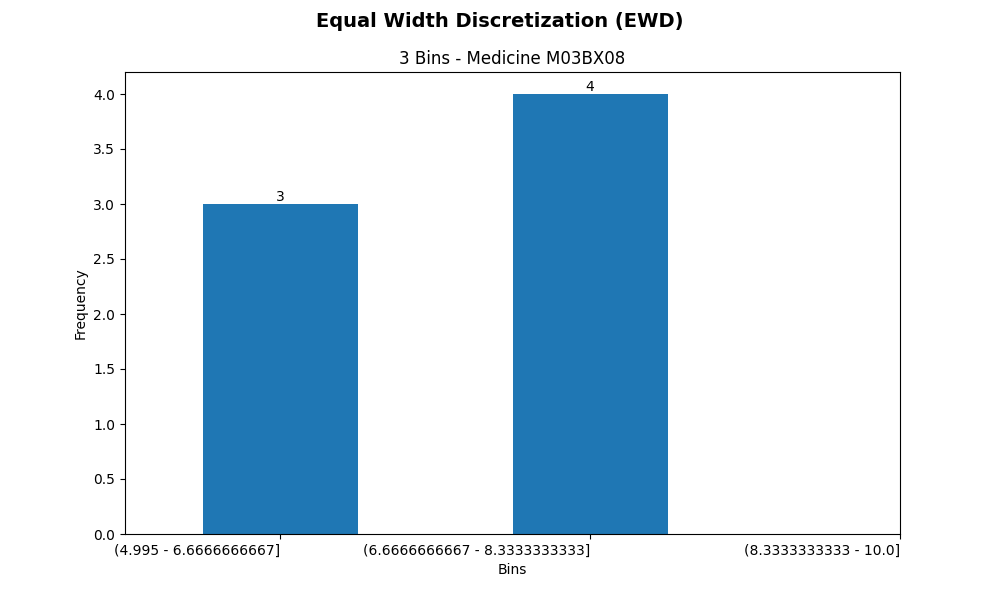 Equal Width Discretization (EWD)
3 Bins - Medicine M03BX08
4.0
3.5
3.0
2.5
2.0
1.5
1.0
0.5
0.0
Frequency
3
4
(4.995 - 6.6666666667]
(6.6666666667 - 8.3333333333]
(8.3333333333 - 10.0]
Bins